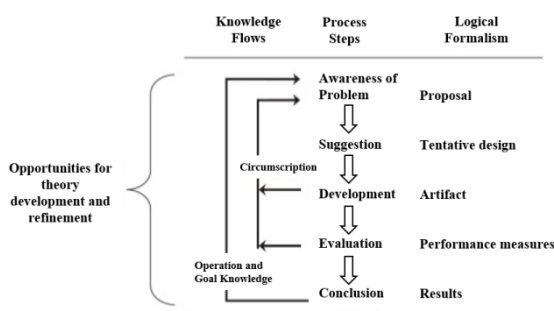 Knowledge Flows
Process Steps
Logical Formalism
Awareness of Problem
Proposal
Suggestion
Tentative design
Circumscription
Opportunities for theory development and refinement
Development
Artifact
Evaluation
Performance measures
Operation and Goal Knowledge
Conclusion
Results